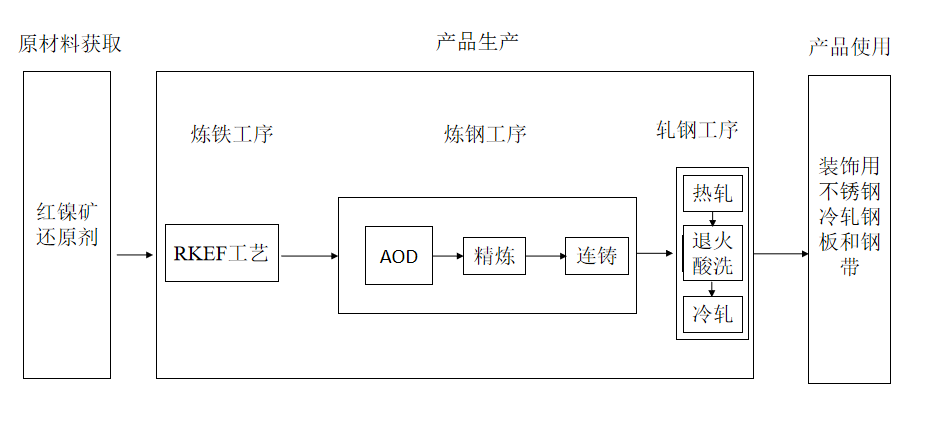 原材料获取
产品生产
产品使用
红镍矿
还原剂
炼铁工序
RKEF工艺
炼钢工序
AOD
精炼
连铸
轧钢工序
热轧
退火
酸洗
冷轧
装饰用
不锈钢
冷轧钢
板和钢
带